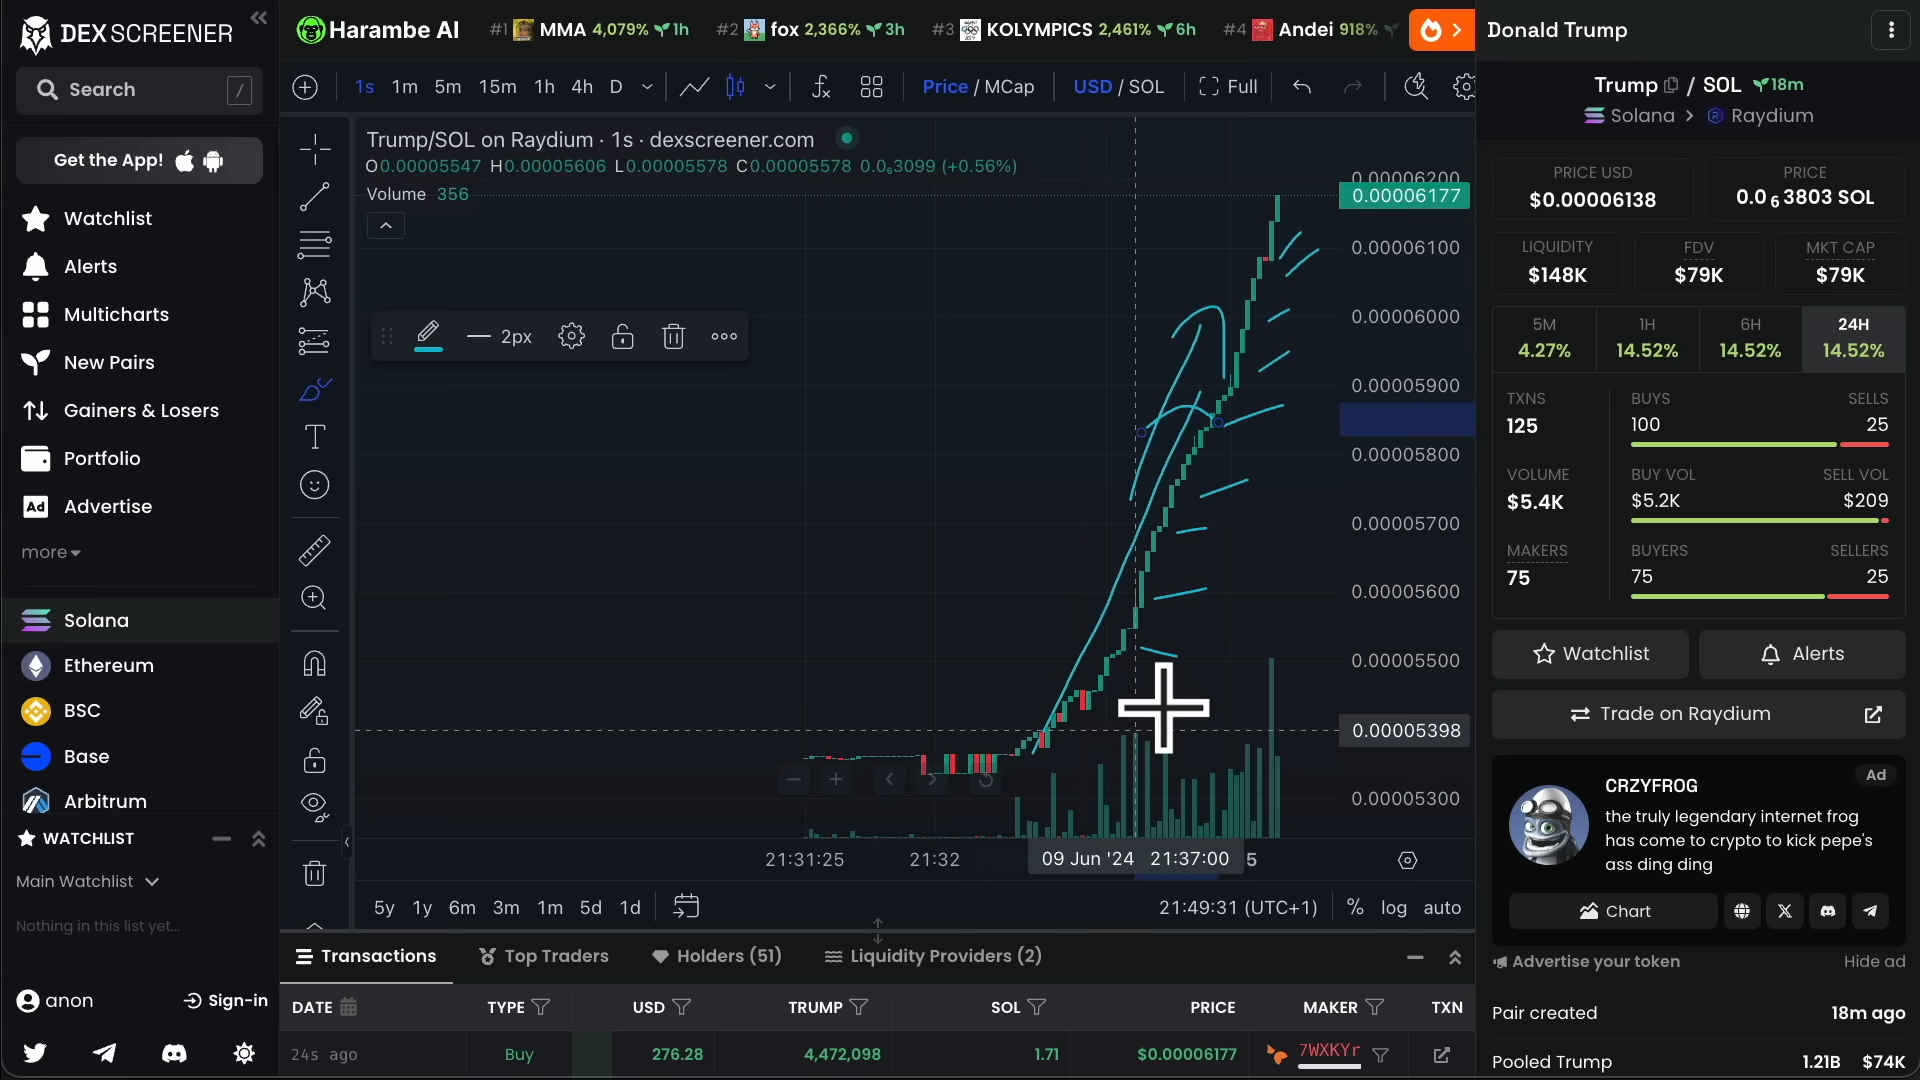 DEX SCREENER
Search /
Get the App!
Watchlist
Alerts
Multicharts
New Pairs
Gainers & Losers
Portfolio
Ad Advertise
more
Solana
Ethereum
BSC
Base
Arbitrum
WATCHLIST
Main Watchlist
Nothing in this list yet...
anon Sign-in
Harambe AI #1 MMA 4,079% 1h #2 fox 2,366% 3h #3 KOLYMPICS 2,461% 6h #4 Andei 918%
1s 1m 5m 15m 1h 4h D Price / MCap USD / SOL Full
Trump/SOL on Raydium · 1s · dexscreener.com
O0.00005547 H0.00005606 L0.00005578 C0.00005578 0.0₆3099 (+0.56%)
Volume 356
2px
0.00006200
0.00006177
0.00006100
0.00006000
0.00005900
0.00005800
0.00005700
0.00005600
0.00005500
0.00005398
0.00005300
21:31:25 21:32 09 Jun '24 21:37:00 5
5y 1y 6m 3m 1m 5d 1d 21:49:31 (UTC+1) % log auto
Transactions Top Traders Holders (51) Liquidity Providers (2)
DATE TYPE USD TRUMP SOL PRICE MAKER TXN
24s ago Buy 276.28 4,472,098 1.71 $0.00006177 7WXKYr
Donald Trump
Trump / SOL 18m
Solana > Raydium
PRICE USD PRICE
$0.00006138 0.0₆3803 SOL
LIQUIDITY FDV MKT CAP
$148K $79K $79K
5M 1H 6H 24H
4.27% 14.52% 14.52% 14.52%
TXNS BUYS SELLS
125 100 25
VOLUME BUY VOL SELL VOL
$5.4K $5.2K $209
MAKERS BUYERS SELLERS
75 75 25
Watchlist Alerts
Trade on Raydium
Ad
CRZYFROG
the truly legendary internet frog
has come to crypto to kick pepe's
ass ding ding
Chart
Advertise your token Hide ad
Pair created 18m ago
Pooled Trump 1.21B $74K